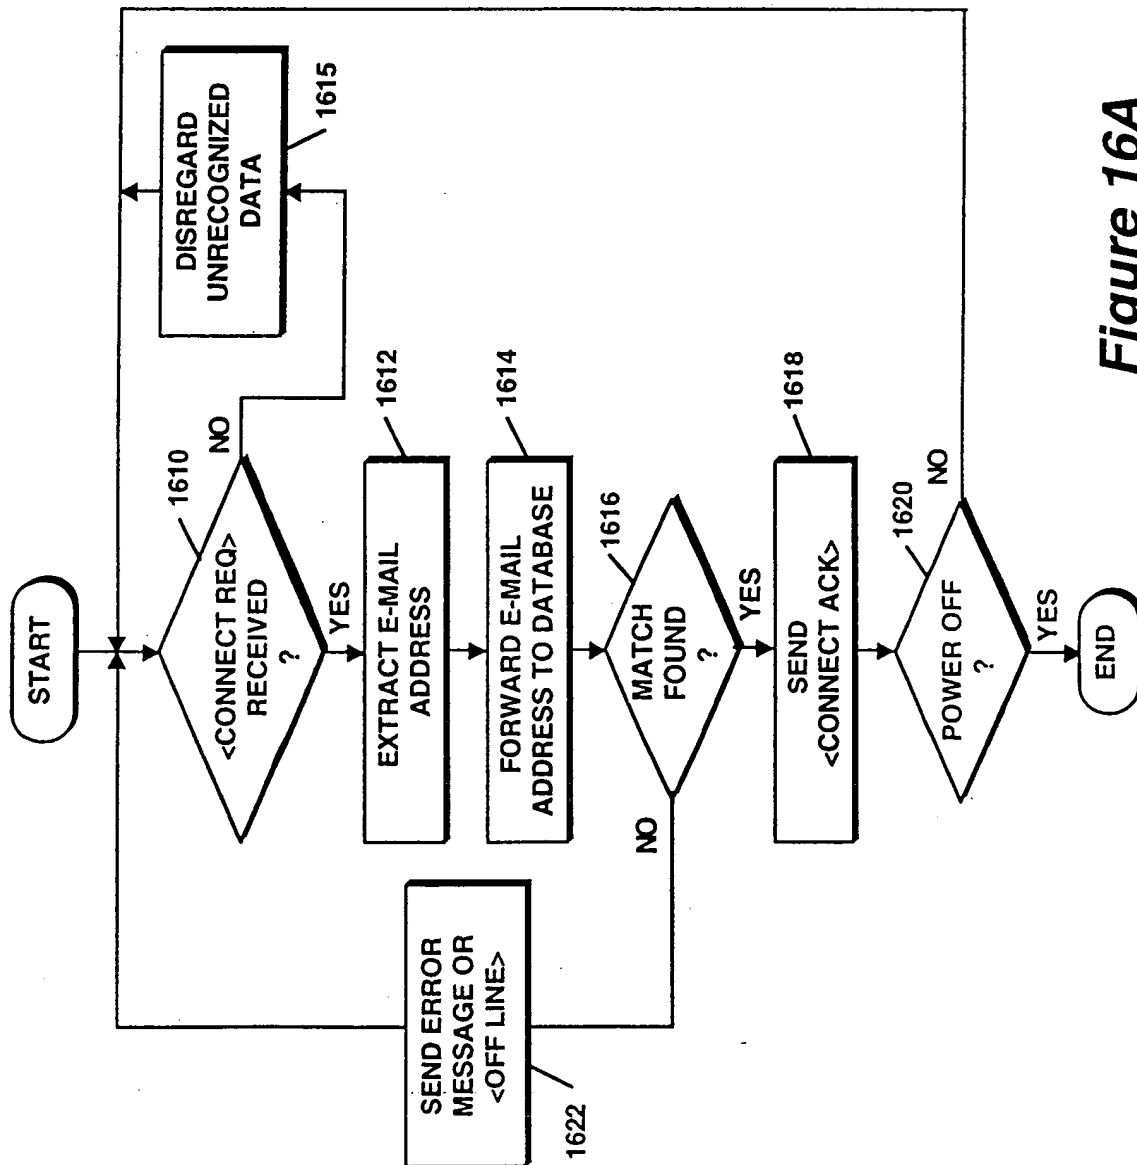 START
1610
<CONNECT REQ>
RECEIVED
?
NO
YES
DISREGARD
UNRECOGNIZED
DATA
1615
1612
EXTRACT E-MAIL
ADDRESS
1614
FORWARD E-MAIL
ADDRESS TO DATABASE
1616
MATCH
FOUND
?
NO
YES
SEND ERROR
MESSAGE OR
<OFF LINE>
1622
1618
SEND
<CONNECT ACK>
1620
POWER OFF
?
NO
YES
END
Figure 16A